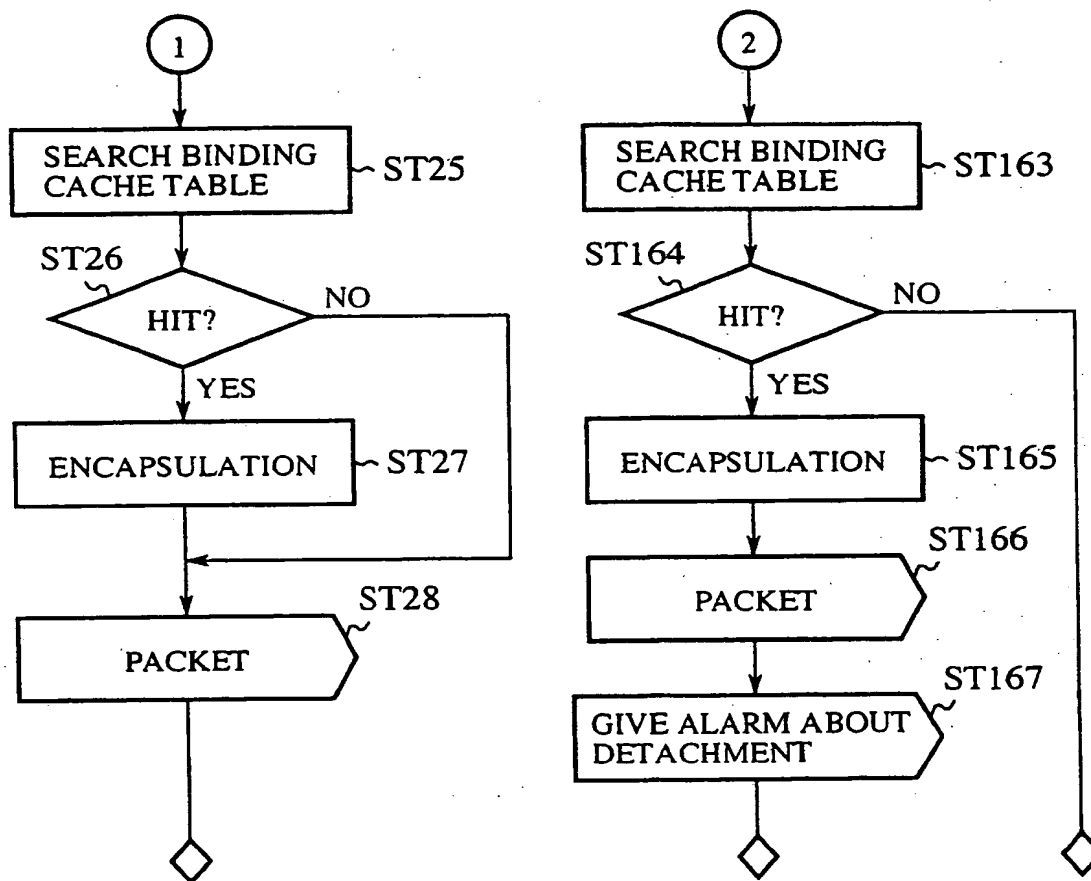 1
SEARCH BINDING
CACHE TABLE
ST25
ST26
HIT?
NO
YES
ENCAPSULATION
ST27
ST28
PACKET
2
SEARCH BINDING
CACHE TABLE
ST163
ST164
HIT?
NO
YES
ENCAPSULATION
ST165
ST166
PACKET
ST167
GIVE ALARM ABOUT
DETACHMENT